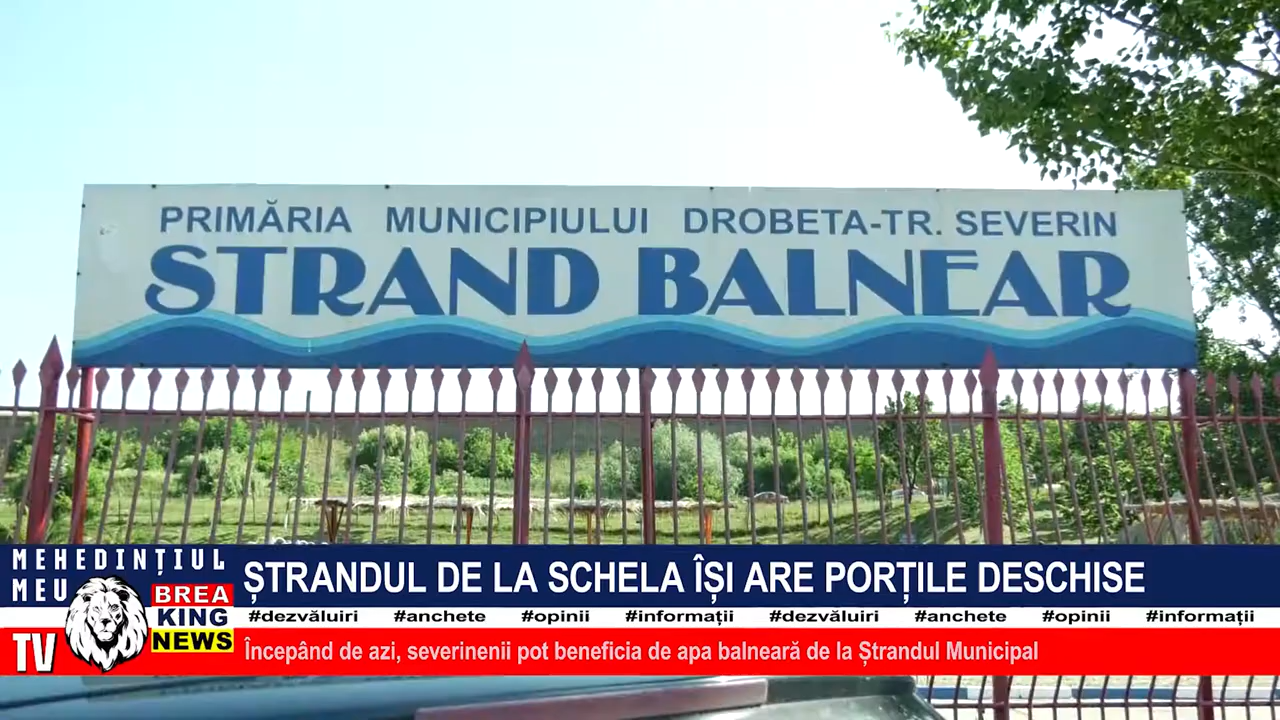 PRIMĂRIA MUNICIPIULUI DROBETA-TR. SEVERIN
STRAND BALNEAR
MEHEDINȚIUL
MEU
TV
BREA
KING
NEWS
ȘTRANDUL DE LA SCHELA ÎȘI ARE PORȚILE DESCHISE
#dezvăluiri #anchete #opinii #informații #dezvăluiri #anchete #opinii #informații
Începând de azi, severinenii pot beneficia de apa balneară de la Ștrandul Municipal